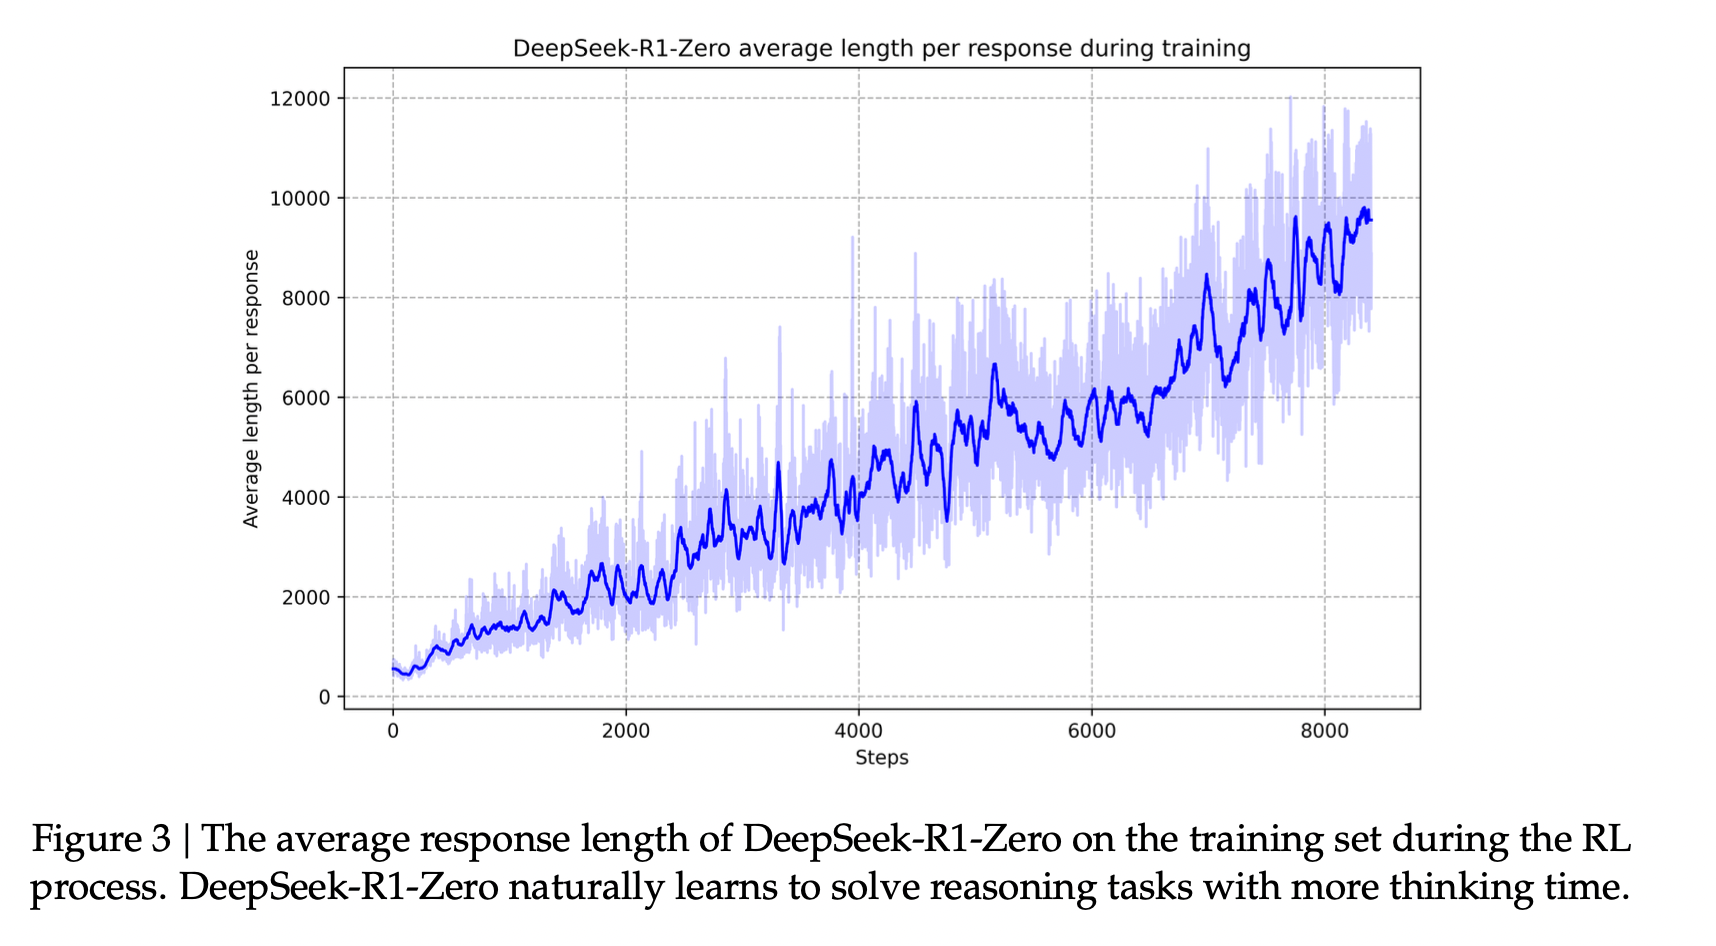 DeepSeek-R1-Zero average length per response during training
12000
10000
8000
6000
4000
2000
0
Average length per response
0 2000 4000 6000 8000
Steps
Figure 3 | The average response length of DeepSeek-R1-Zero on the training set during the RL
process. DeepSeek-R1-Zero naturally learns to solve reasoning tasks with more thinking time.